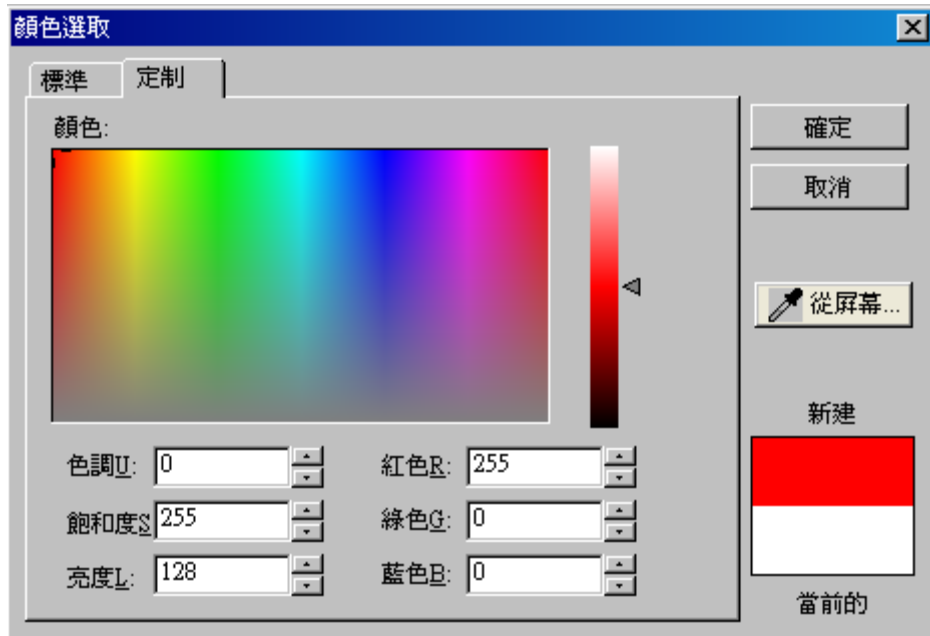 顏色選取
標準 定制
顏色:
確定
取消
從屏幕...
新建
當前的
色調U: 0 紅色R: 255
飽和度S 255 綠色G: 0
亮度L: 128 藍色B: 0